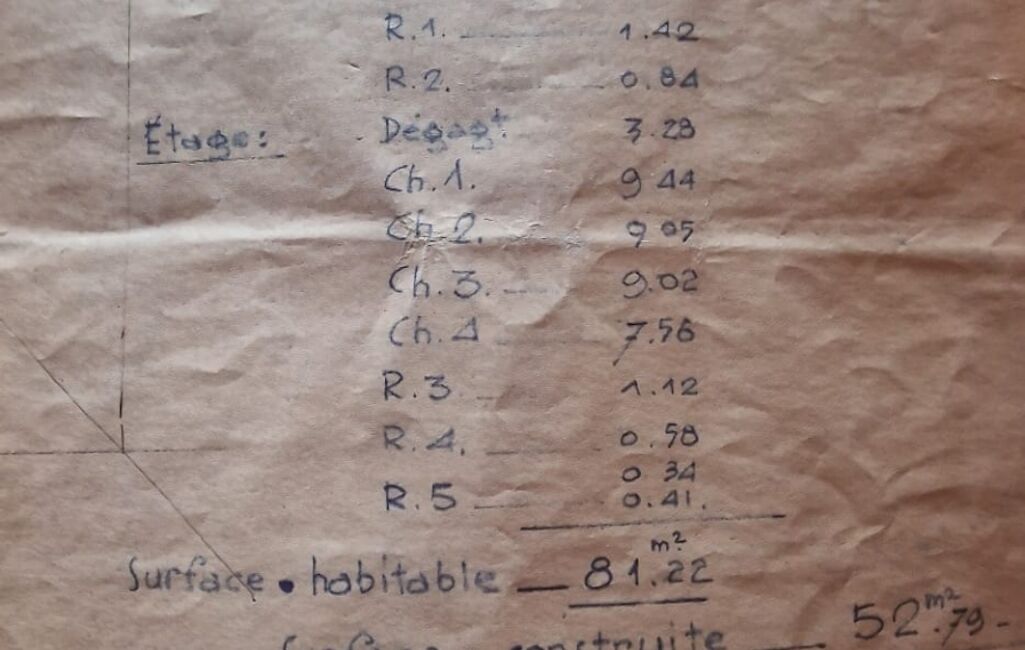 R.1. 1.42
R.2. 0.84
Étage: Dégagt. 3.28
Ch.1. 9 44
Ch 2. 9 05
Ch.3. 9.02
Ch.4 7.56
R.3 1.12
R.4. 0.58
0 34
R.5 0.41.
m²
Surface • habitable — 81.22
construite 52 m².79-